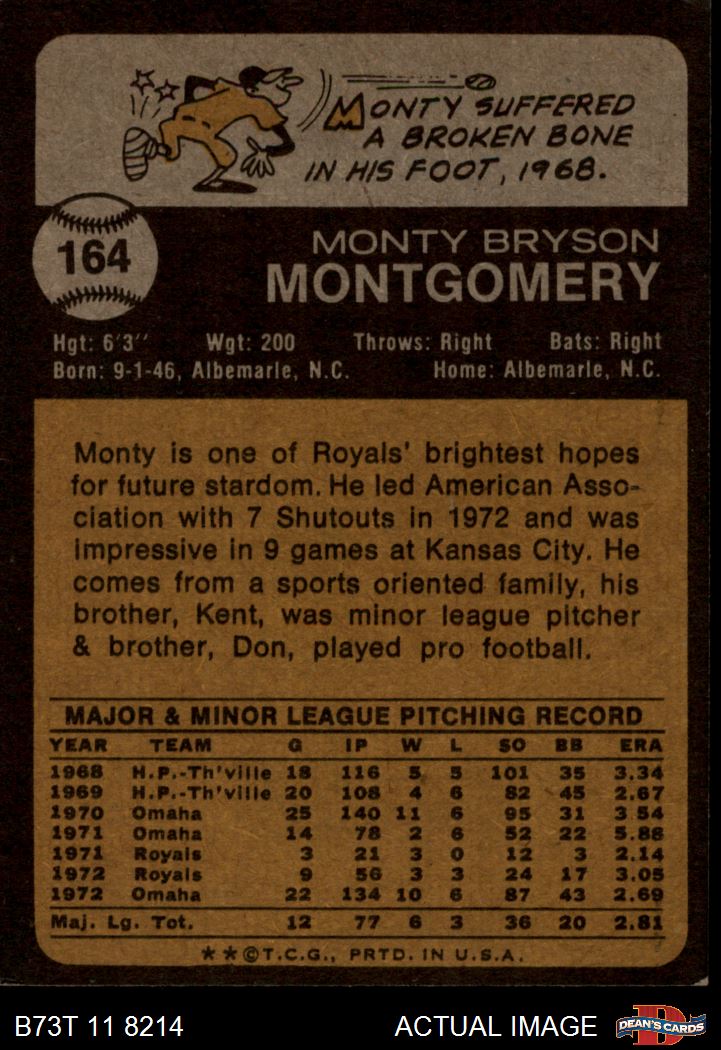 MONTY SUFFERED
A BROKEN BONE
IN HIS FOOT, 1968.
164
MONTY BRYSON
MONTGOMERY
Hgt: 6'3" Wgt: 200 Throws: Right Bats: Right
Born: 9-1-46, Albemarle, N.C. Home: Albemarle, N.C.
Monty is one of Royals' brightest hopes
for future stardom. He led American Asso-
ciation with 7 Shutouts in 1972 and was
impressive in 9 games at Kansas City. He
comes from a sports oriented family, his
brother, Kent, was minor league pitcher
& brother, Don, played pro football.
MAJOR & MINOR LEAGUE PITCHING RECORD
YEAR TEAM G IP W L SO BB ERA
1968 H.P.-Th'ville 18 116 5 5 101 35 3.34
1969 H.P.-Th'ville 20 108 4 6 82 45 2.67
1970 Omaha 25 140 11 6 95 31 3.54
1971 Omaha 14 78 2 6 52 22 5.88
1971 Royals 3 21 3 0 12 3 2.14
1972 Royals 9 56 3 3 24 17 3.05
1972 Omaha 22 134 10 6 87 43 2.69
Maj. Lg. Tot. 12 77 6 3 36 20 2.81
**©T.C.G., PRTD. IN U.S.A.
B73T 11 8214 ACTUAL IMAGE
D
DEAN'S CARDS